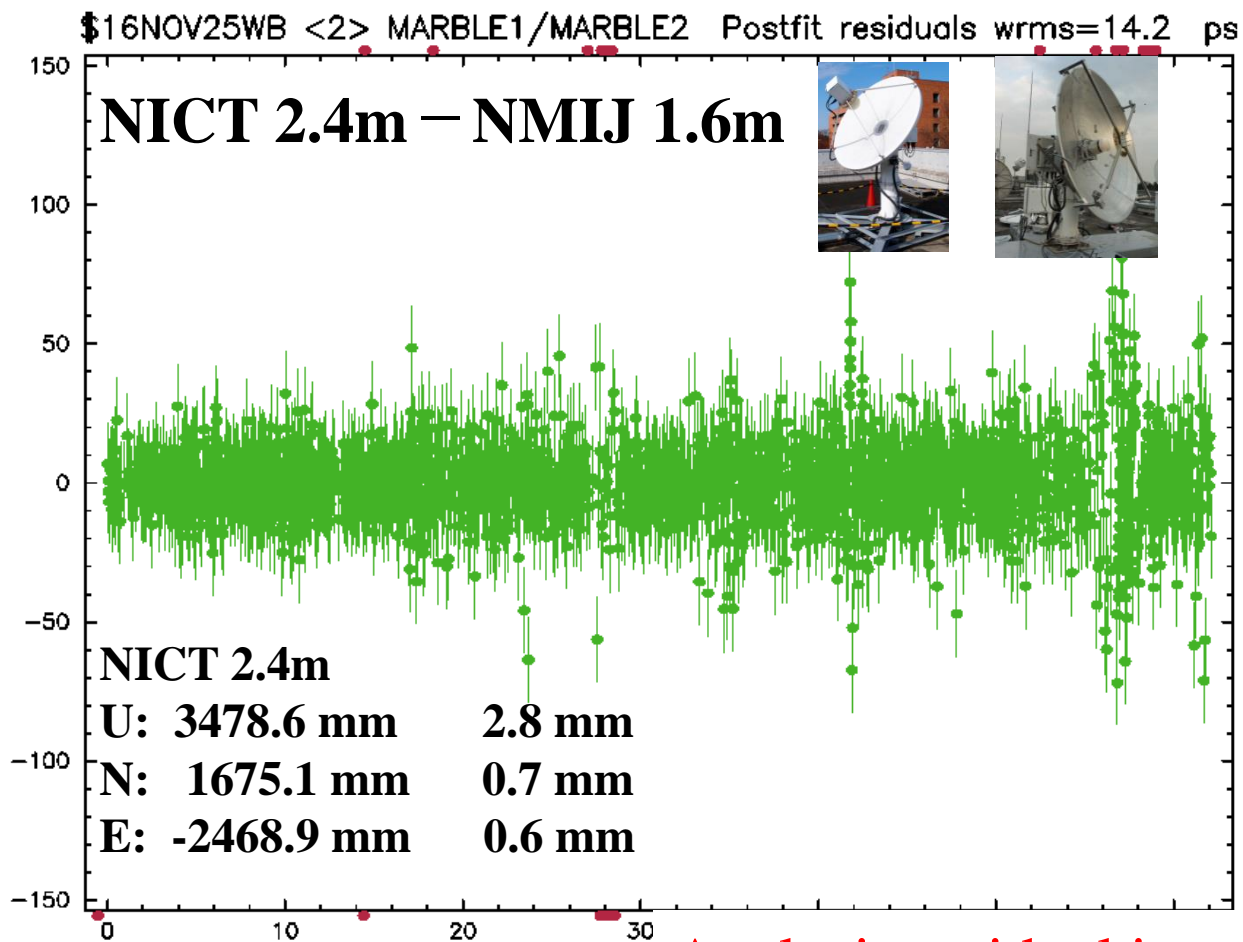 $16NOV25WB <2> MARBLE1/MARBLE2 Postfit residuals wrms=14.2 ps
150
NICT 2.4m – NMIJ 1.6m
100
50
0
-50
NICT 2.4m
U: 3478.6 mm 2.8 mm
-100
N: 1675.1 mm 0.7 mm
E: -2468.9 mm 0.6 mm
-150
0 10 20 30